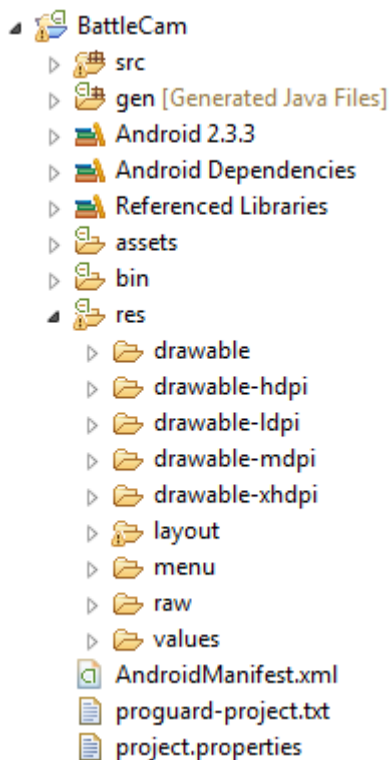 BattleCam
src
gen [Generated Java Files]
Android 2.3.3
Android Dependencies
Referenced Libraries
assets
bin
res
drawable
drawable-hdpi
drawable-ldpi
drawable-mdpi
drawable-xhdpi
layout
menu
raw
values
AndroidManifest.xml
proguard-project.txt
project.properties